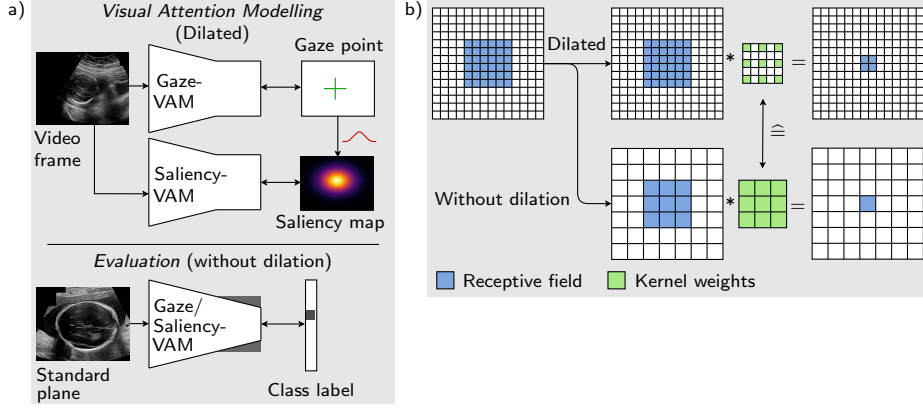 a)
Visual Attention Modelling
(Dilated)
Gaze point
Gaze-
VAM
Video
frame
Saliency-
VAM
Saliency map
Evaluation (without dilation)
Gaze/
Saliency-
VAM
Standard
plane
Class label
b)
Dilated
* =
≙
Without dilation
* =
Receptive field
Kernel weights